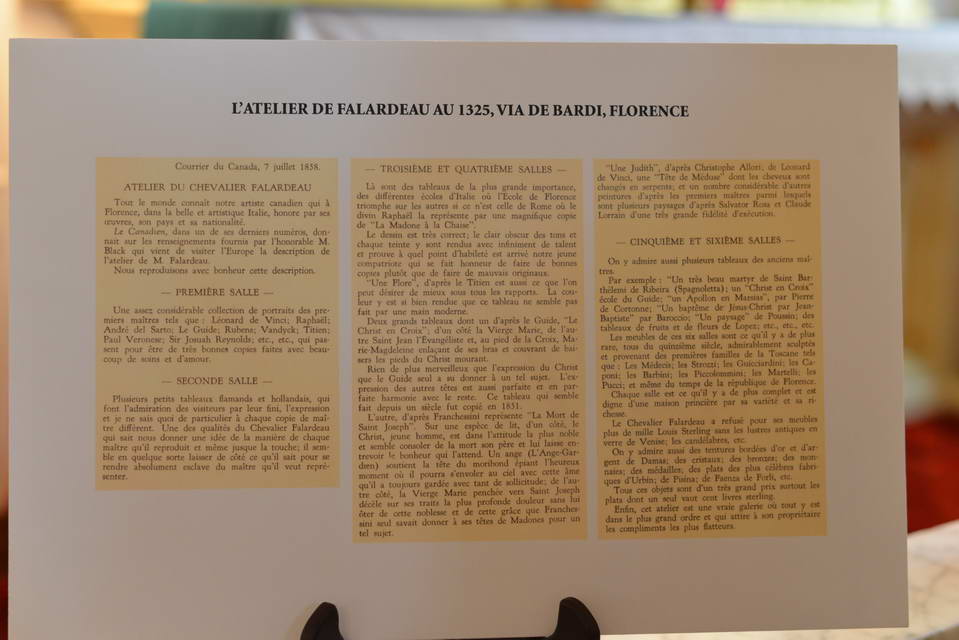 L'ATELIER DE FALARDEAU AU 1325, VIA DE BARDI, FLORENCE
Courrier du Canada, 7 juillet 1858.
ATELIER DU CHEVALIER FALARDEAU
Tout le monde connaît notre artiste canadien qui à
Florence, dans la belle et artistique Italie, honore par ses
œuvres, son pays et sa nationalité.
Le Canadien, dans un de ses derniers numéros, don-
nait sur les renseignements fournis par l'honorable M.
Black qui vient de visiter l'Europe la description de
l'atelier de M. Falardeau.
Nous reproduisons avec bonheur cette description.
— PREMIÈRE SALLE —
Une assez considérable collection de portraits des pre-
miers maîtres tels que : Léonard de Vinci; Raphaël;
André del Sarto; Le Guide; Rubens; Vandyck; Titien;
Paul Veronese; Sir Josuah Reynolds; etc., etc., qui pas-
sent pour être de très bonnes copies faites avec beau-
coup de soins et d'amour.
— SECONDE SALLE —
Plusieurs petits tableaux flamands et hollandais, qui
font l'admiration des visiteurs par leur fini, l'expression
et je ne sais quoi de particulier à chaque copie de maî-
tre différent. Une des qualités du Chevalier Falardeau
qui sait nous donner une idée de la manière de chaque
maître qu'il reproduit et même jusque la touche; il sem-
ble en quelque sorte laisser de côté ce qu'il sait pour se
rendre absolument esclave du maître qu'il veut repré-
senter.
— TROISIÈME ET QUATRIÈME SALLES —
Là sont des tableaux de la plus grande importance,
des différentes écoles d'Italie où l'Ecole de Florence
triomphe sur les autres si ce n'est celle de Rome où le
divin Raphaël la représente par une magnifique copie
de "La Madone à la Chaise".
Le dessin est très correct; le clair obscur des tons et
chaque teinte y sont rendus avec infiniment de talent
et prouve à quel point d'habileté est arrivé notre jeune
compatriote qui se fait honneur de faire de bonnes
copies plutôt que de faire de mauvais originaux.
"Une Flore", d'après le Titien est aussi ce que l'on
peut désirer de mieux sous tous les rapports. La cou-
leur y est si bien rendue que ce tableau ne semble pas
fait par une main moderne.
Deux grands tableaux dont un d'après le Guide, "Le
Christ en Croix"; d'un côté la Vierge Marie, de l'au-
tre Saint Jean l'Evangéliste et, au pied de la Croix, Ma-
rie-Magdeleine enlaçant de ses bras et couvrant de bai-
sers les pieds du Christ mourant.
Rien de plus merveilleux que l'expression du Christ
que le Guide seul a su donner à un tel sujet. L'ex-
pression des autres têtes est aussi parfaite et en par-
faite harmonie avec le reste. Ce tableau qui semble
fait depuis un siècle fut copié en 1851.
L'autre, d'après Franchesini représente "La Mort de
Saint Joseph". Sur une espèce de lit, d'un côté, le
Christ, jeune homme, est dans l'attitude la plus noble
et semble consoler de la mort son père et lui laisse en-
trevoir le bonheur qui l'attend. Un ange (L'Ange-Gar-
dien) soutient la tête du moribond épiant l'heureux
moment où il pourra s'envoler au ciel avec cette âme
qu'il a toujours gardée avec tant de sollicitude; de l'au-
tre côté, la Vierge Marie penchée vers Saint Joseph
décèle sur ses traits la plus profonde douleur sans lui
ôter de cette noblesse et de cette grâce que Franches-
sini seul savait donner à ses têtes de Madones pour un
tel sujet.
"Une Judith", d'après Christophe Allori; de Léonard
de Vinci, une "Tête de Méduse" dont les cheveux sont
changés en serpents; et un nombre considérable d'autres
peintures d'après les premiers maîtres parmi lesquels
sont plusieurs paysages d'après Salvator Rosa et Claude
Lorrain d'une très grande fidélité d'exécution.
— CINQUIÈME ET SIXIÈME SALLES —
On y admire aussi plusieurs tableaux des anciens maî-
tres.
Par exemple : "Un très beau martyr de Saint Bar-
thélemi de Ribeira (Spagnoletta); un "Christ en Croix"
école du Guide; "un Apollon et Marsias", par Pierre
de Cortonne; "Un baptême de Jésus-Christ par Jean-
Baptiste" par Baroccio; "Un paysage" de Poussin; des
tableaux de fruits et de fleurs de Lopez; etc., etc., etc.
Les meubles de ces six salles sont ce qu'il y a de plus
rare, tous du quinzième siècle, admirablement sculptés
et provenant des premières familles de la Toscane tels
que : Les Médecis; les Strozzi; les Guicciardini; les Ca-
poni; les Barbini; les Piccolommini; les Martelli; les
Pucci; et même du temps de la république de Florence.
Chaque salle est ce qu'il y a de plus complet et est
digne d'une maison princière par sa variété et sa ri-
chesse.
Le Chevalier Falardeau a refusé pour ses meubles
plus de mille Louis Sterling sans les lustres antiques en
verre de Venise; les candélabres, etc.
On y admire aussi des tentures bordées d'or et d'ar-
gent de Damas; des cristaux; des bronzes; des mon-
naies; des médailles; des plats des plus célèbres fabri-
ques d'Urbin; de Pisina; de Faenza de Forli, etc.
Tous ces objets sont d'un très grand prix surtout les
plats dont un seul vaut cent livres sterling.
Enfin, cet atelier est une vraie galerie où tout y est
dans le plus grand ordre et qui attire à son propriétaire
les compliments les plus flatteurs.